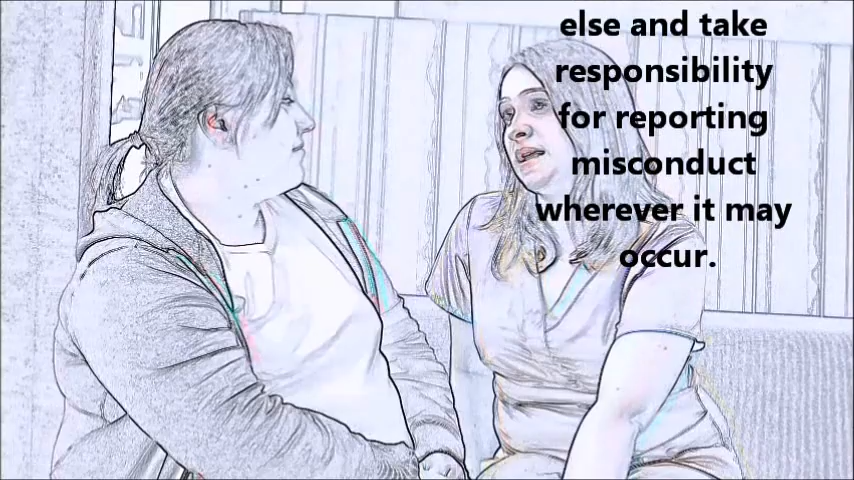 else and take
responsibility
for reporting
misconduct
wherever it may
occur.